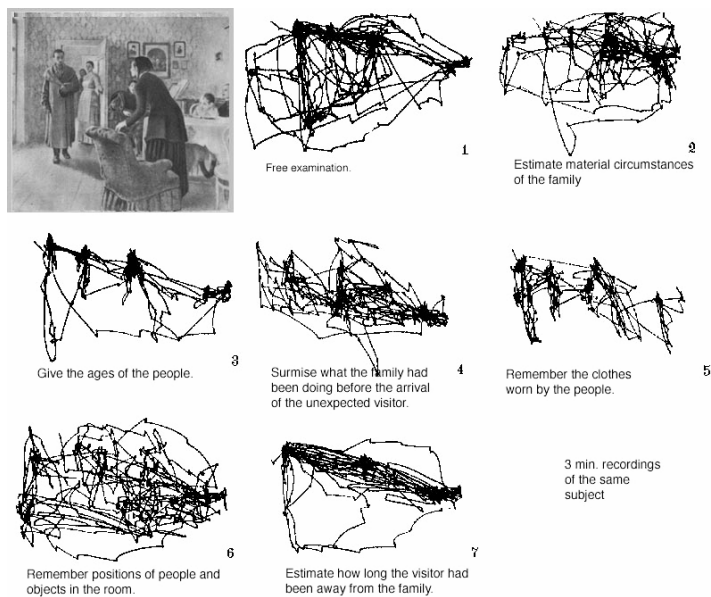 1
Free examination.
2
Estimate material circumstances
of the family
3
Give the ages of the people.
4
Surmise what the family had
been doing before the arrival
of the unexpected visitor.
5
Remember the clothes
worn by the people.
6
Remember positions of people and
objects in the room.
7
Estimate how long the visitor had
been away from the family.
3 min. recordings
of the same
subject